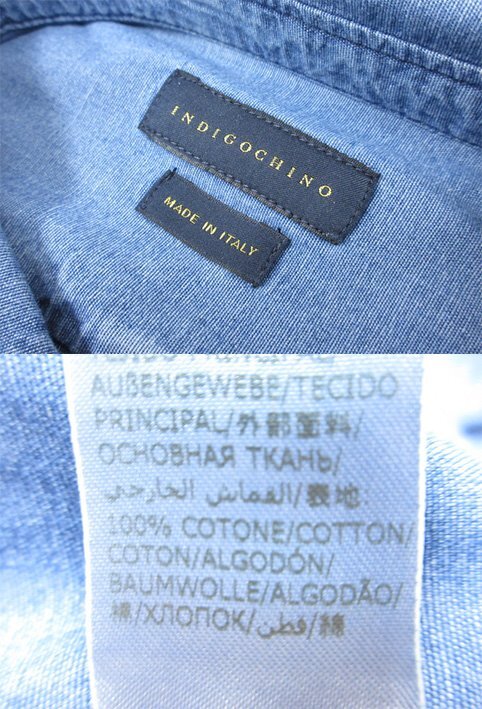 INDIGOCHINO
MADE IN ITALY
AUßENGEWEBE/TECIDO
PRINCIPAL/外部面料/
ОСНОВНАЯ ТКАНЬ/
القماش الخارجي/表地:
100% COTONE/COTTON/
COTON/ALGODÓN/
BAUMWOLLE/ALGODÃO/
棉/ХЛОПОК/قطن/綿